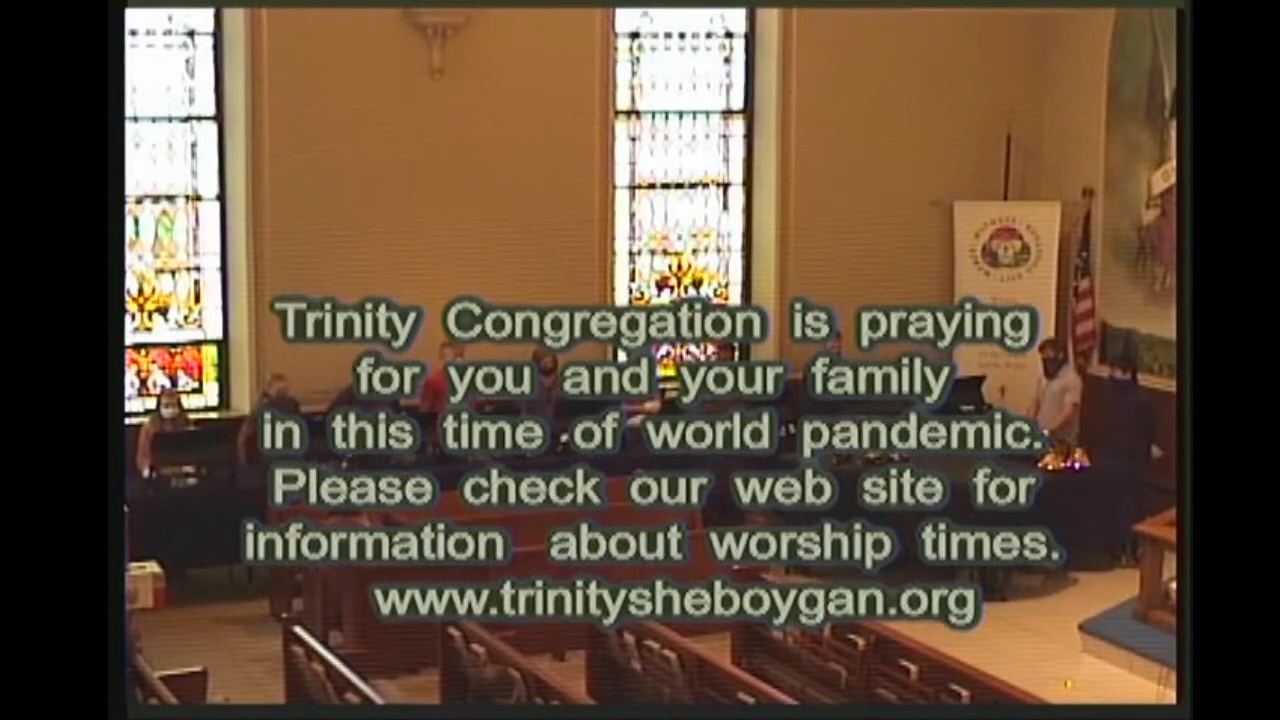 Trinity Congregation is praying
for you and your family
in this time of world pandemic.
Please check our web site for
information about worship times.
www.trinitysheboygan.org